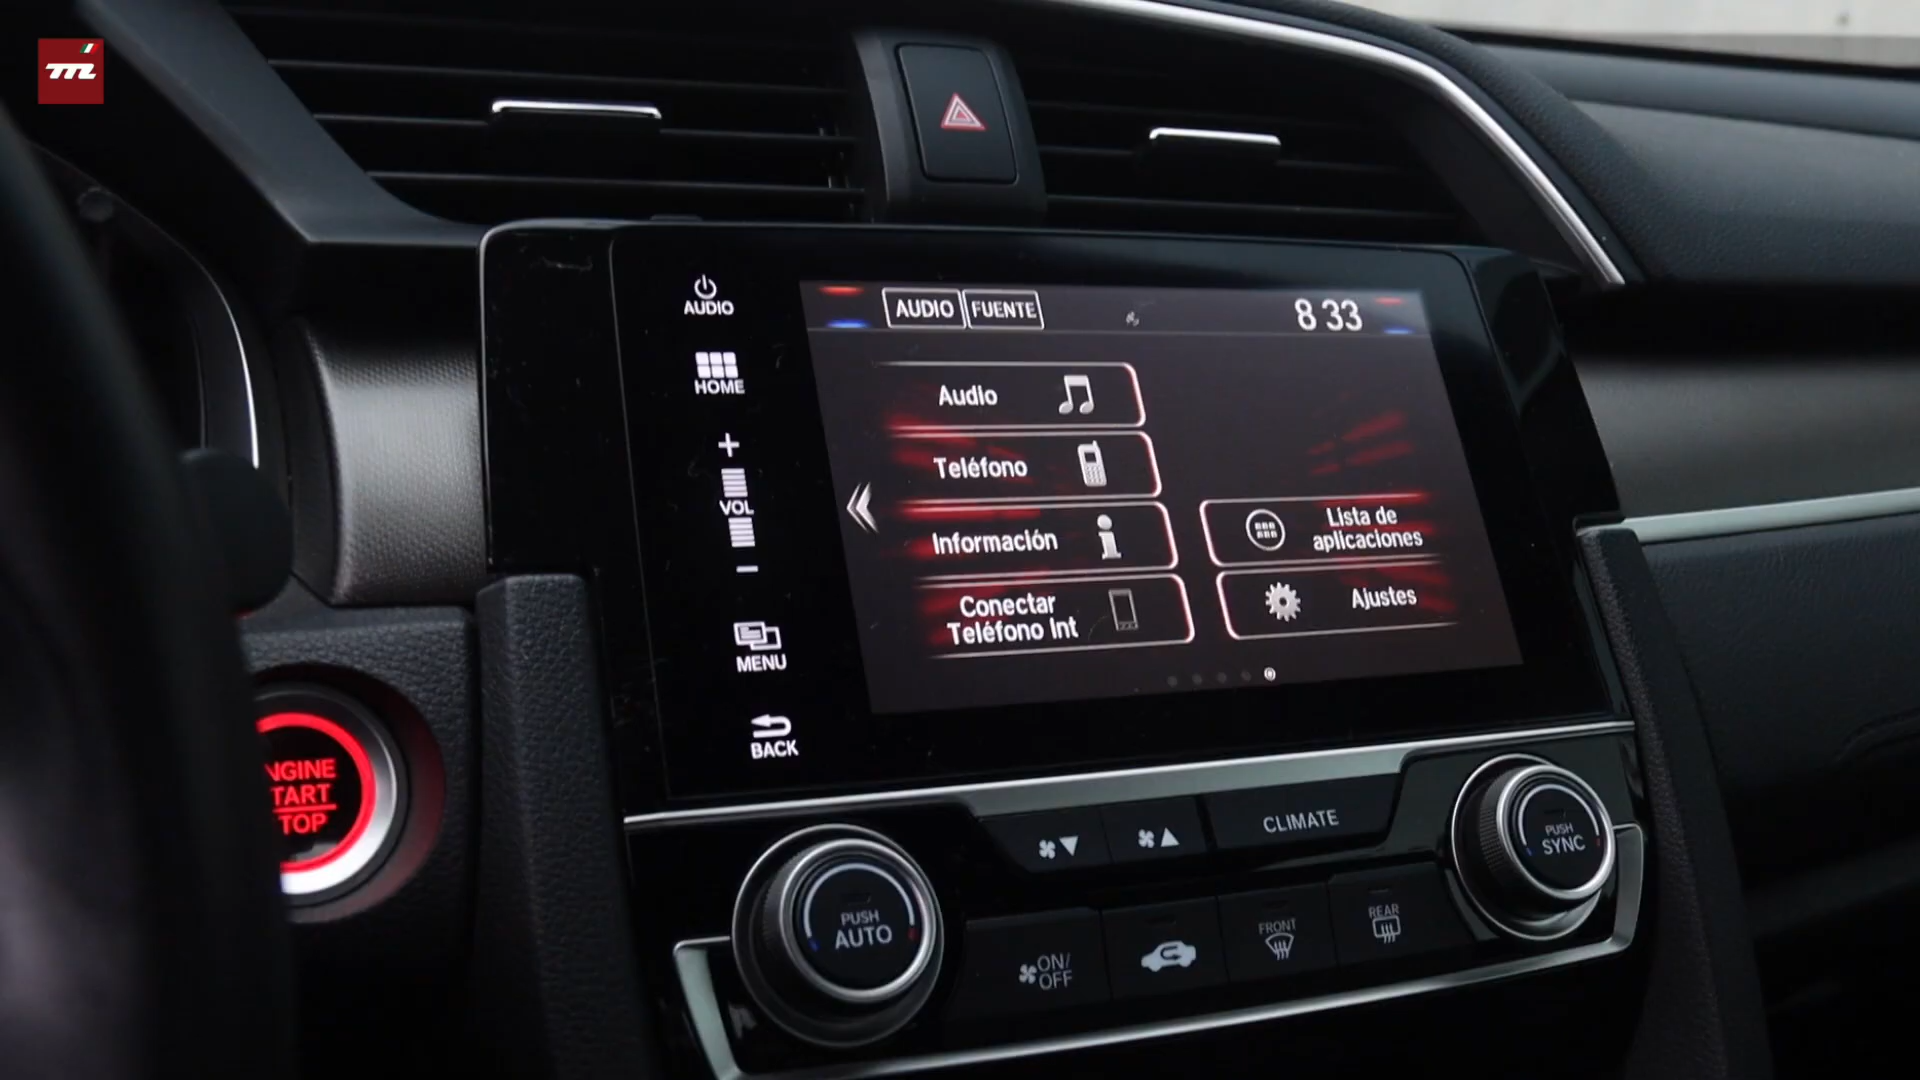 AUDIO
HOME
VOL
MENU
BACK
AUDIO FUENTE
8 33
Audio
Teléfono
Información
Conectar
Teléfono Int
Lista de
aplicaciones
Ajustes
NGINE
TART
TOP
CLIMATE
PUSH
AUTO
ON/
OFF
FRONT
REAR
PUSH
SYNC